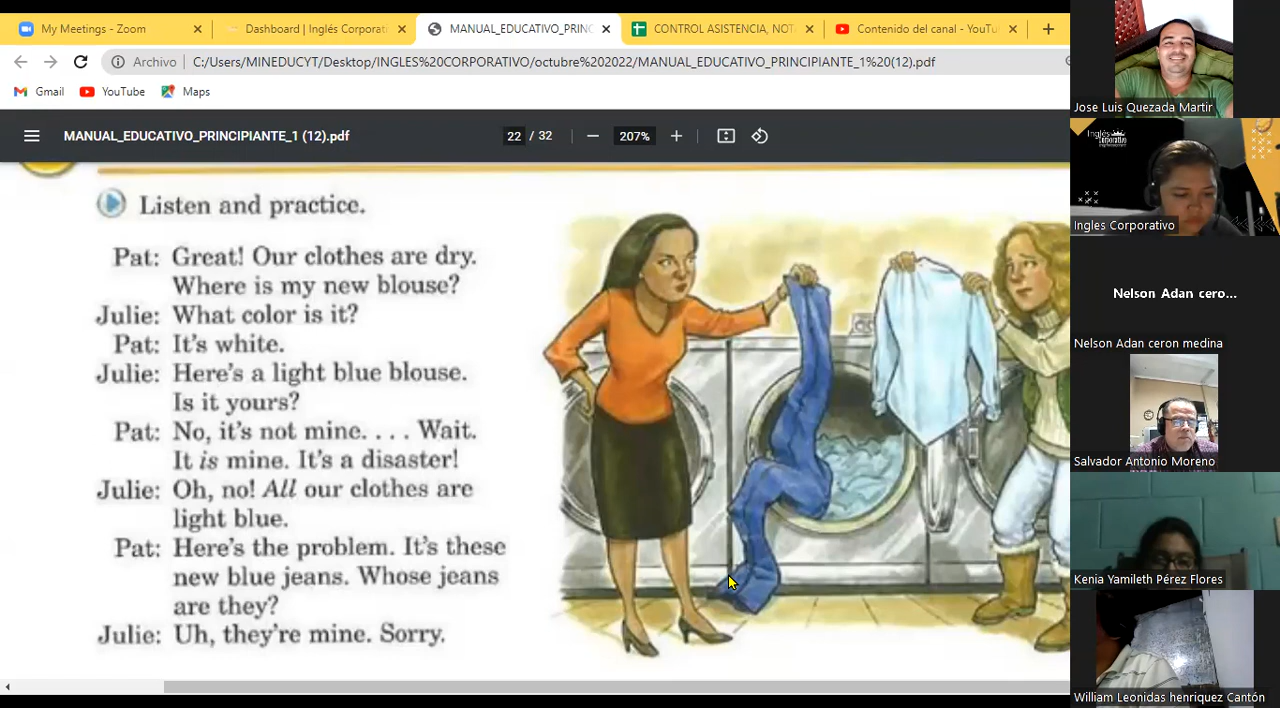 My Meetings - Zoom
Dashboard | Inglés Corporati
MANUAL_EDUCATIVO_PRINC
CONTROL ASISTENCIA, NOT
Contenido del canal - YouTu
Archivo C:/Users/MINEDUCYT/Desktop/INGLES%20CORPORATIVO/octubre%202022/MANUAL_EDUCATIVO_PRINCIPIANTE_1%20(12).pdf
Gmail YouTube Maps
MANUAL_EDUCATIVO_PRINCIPIANTE_1 (12).pdf
22 / 32
207%
Listen and practice.
Pat: Great! Our clothes are dry.
Where is my new blouse?
Julie: What color is it?
Pat: It's white.
Julie: Here's a light blue blouse.
Is it yours?
Pat: No, it's not mine. . . . Wait.
It is mine. It's a disaster!
Julie: Oh, no! All our clothes are
light blue.
Pat: Here's the problem. It's these
new blue jeans. Whose jeans
are they?
Julie: Uh, they're mine. Sorry.
Jose Luis Quezada Martir
Inglés
Corporativo
Ingles Corporativo
Nelson Adan cero...
Nelson Adan ceron medina
Salvador Antonio Moreno
Kenia Yamileth Pérez Flores
William Leonidas henriquez Cantón